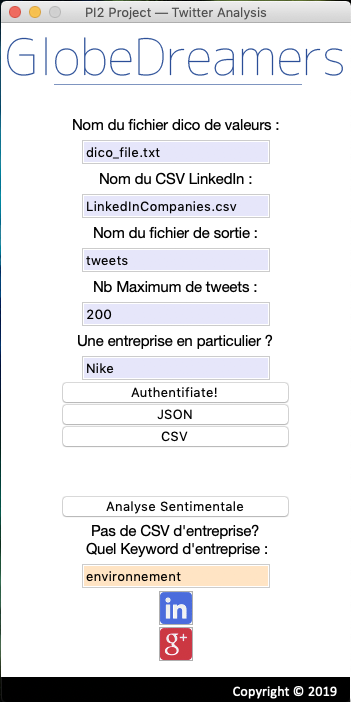 PI2 Project — Twitter Analysis
GlobeDreamers
Nom du fichier dico de valeurs :
dico_file.txt
Nom du CSV LinkedIn :
LinkedInCompanies.csv
Nom du fichier de sortie :
tweets
Nb Maximum de tweets :
200
Une entreprise en particulier ?
Nike
Authentifiate!
JSON
CSV
Analyse Sentimentale
Pas de CSV d'entreprise?
Quel Keyword d'entreprise :
environnement
in
g+
Copyright © 2019